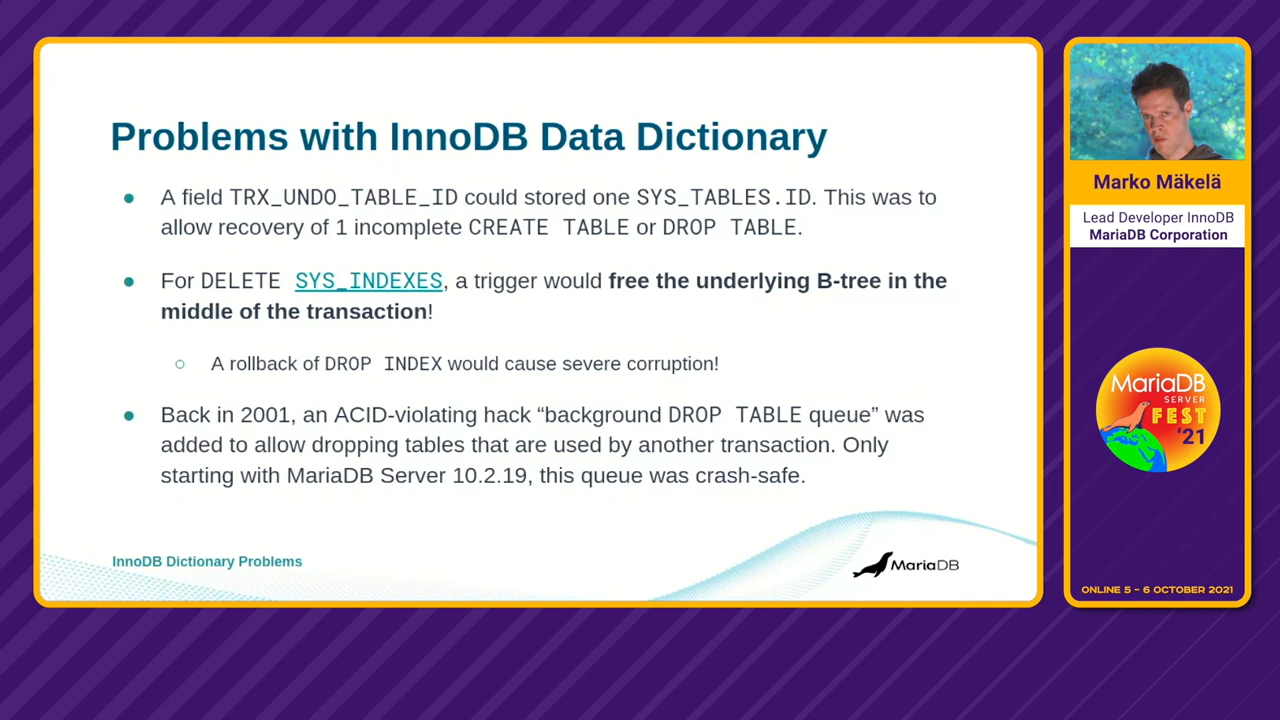 Problems with InnoDB Data Dictionary
● A field TRX_UNDO_TABLE_ID could stored one SYS_TABLES.ID. This was to
allow recovery of 1 incomplete CREATE TABLE or DROP TABLE.
● For DELETE SYS_INDEXES, a trigger would free the underlying B-tree in the
middle of the transaction!
○ A rollback of DROP INDEX would cause severe corruption!
● Back in 2001, an ACID-violating hack “background DROP TABLE queue” was
added to allow dropping tables that are used by another transaction. Only
starting with MariaDB Server 10.2.19, this queue was crash-safe.
InnoDB Dictionary Problems
MariaDB
Marko Mäkelä
Lead Developer InnoDB
MariaDB Corporation
MariaDB
SERVER
FEST
'21
ONLINE 5 - 6 OCTOBER 2021